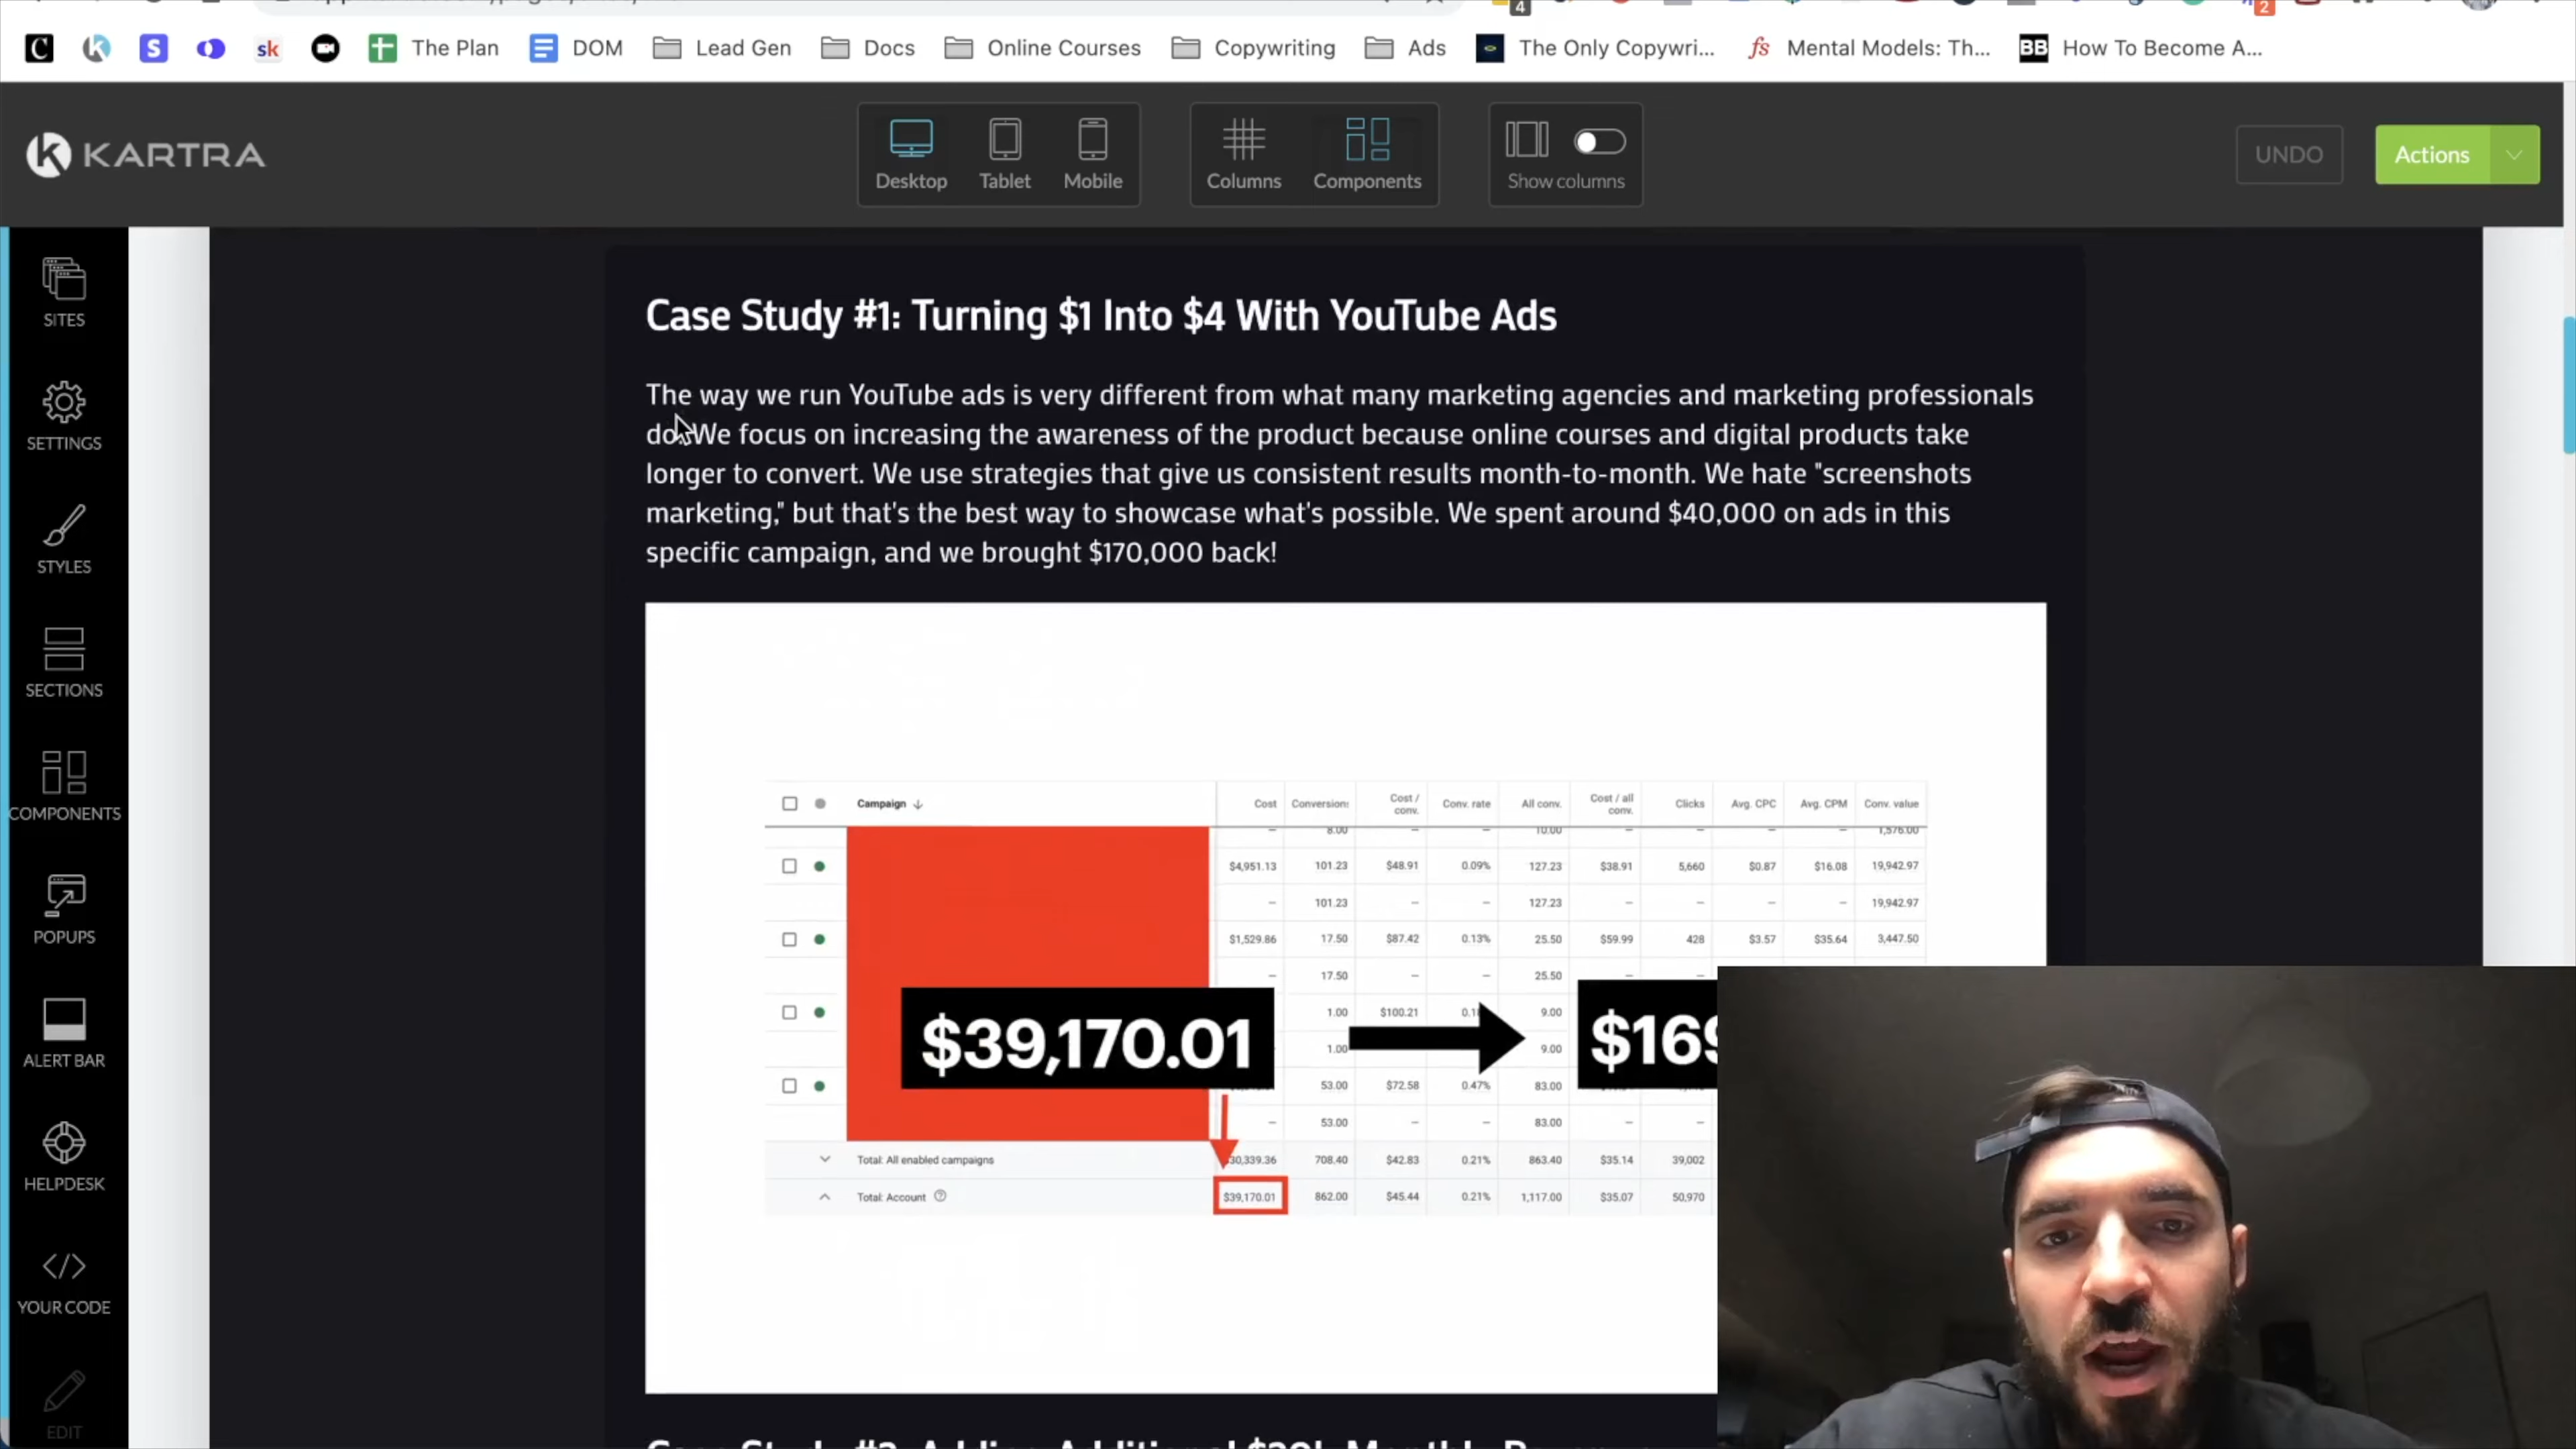 4
2
The Plan
DOM
Lead Gen
Docs
Online Courses
Copywriting
Ads
The Only Copywri...
Mental Models: Th...
How To Become A...
KARTRA
Desktop
Tablet
Mobile
Columns
Components
Show columns
UNDO
Actions
SITES
SETTINGS
STYLES
SECTIONS
COMPONENTS
POPUPS
ALERT BAR
HELPDESK
YOUR CODE
EDIT
Case Study #1: Turning $1 Into $4 With YouTube Ads
The way we run YouTube ads is very different from what many marketing agencies and marketing professionals
do. We focus on increasing the awareness of the product because online courses and digital products take
longer to convert. We use strategies that give us consistent results month-to-month. We hate "screenshots
marketing," but that's the best way to showcase what's possible. We spent around $40,000 on ads in this
specific campaign, and we brought $170,000 back!
Campaign Cost Conversions Cost / conv. Conv. rate All conv. Cost / all conv. Clicks Avg. CPC Avg. CPM Conv. value
— 8.00 — — 10.00 — — — — 1,576.00
$4,951.13 101.23 $48.91 0.09% 127.23 $38.91 5,660 $0.87 $16.08 19,942.97
— 101.23 — — 127.23 — — — — 19,942.97
$1,529.86 17.50 $87.42 0.13% 25.50 $59.99 428 $3.57 $35.64 3,447.50
— 17.50 — — 25.50 — —
1.00 $100.21 9.00
1.00 9.00
$39,170.01
$169
53.00 $72.58 0.47% 83.00
— 53.00 — — 83.00 — —
Total: All enabled campaigns $30,339.36 708.40 $42.83 0.21% 863.40 $35.14 39,002
Total: Account $39,170.01 862.00 $45.44 0.21% 1,117.00 $35.07 50,970